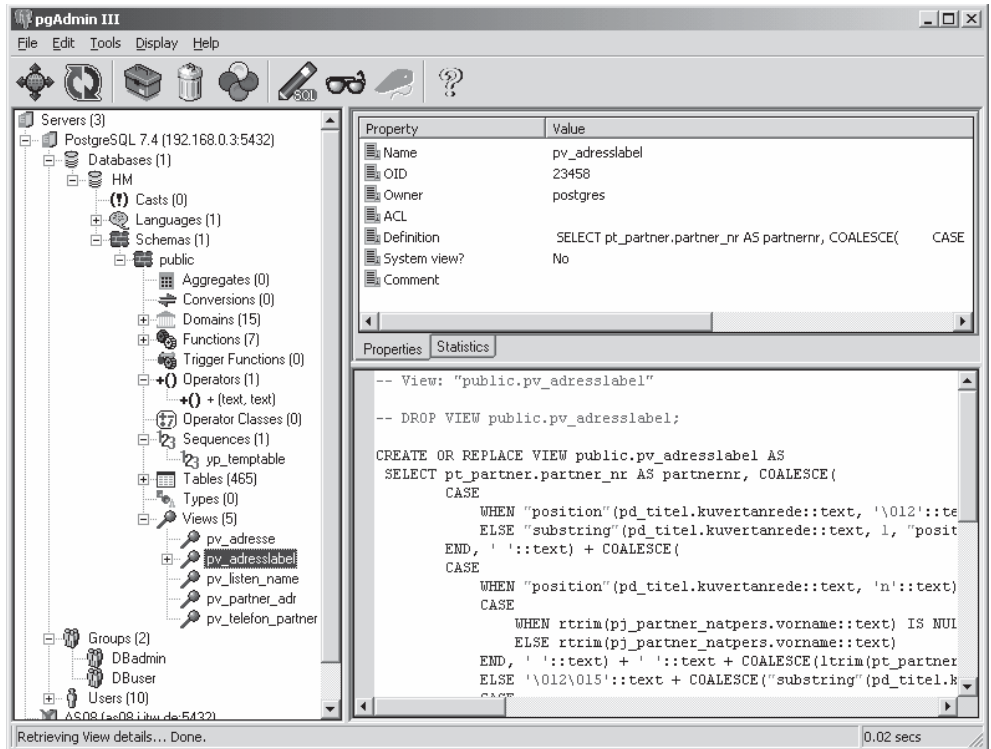 pgAdmin III
File Edit Tools Display Help
SQL
Servers (3)
PostgreSQL 7.4 (192.168.0.3:5432)
Databases (1)
HM
Casts (0)
Languages (1)
Schemas (1)
public
Aggregates (0)
Conversions (0)
Domains (15)
Functions (7)
Trigger Functions (0)
Operators (1)
+ (text, text)
Operator Classes (0)
Sequences (1)
yp_temptable
Tables (465)
Types (0)
Views (5)
pv_adresse
pv_adresslabel
pv_listen_name
pv_partner_adr
pv_telefon_partner
Groups (2)
DBadmin
DBuser
Users (10)
Property Value
Name pv_adresslabel
OID 23458
Owner postgres
ACL
Definition SELECT pt_partner.partner_nr AS partnernr, COALESCE( CASE
System view? No
Comment
Properties Statistics
-- View: "public.pv_adresslabel"
-- DROP VIEW public.pv_adresslabel;
CREATE OR REPLACE VIEW public.pv_adresslabel AS
SELECT pt_partner.partner_nr AS partnernr, COALESCE(
CASE
WHEN "position"(pd_titel.kuvertanrede::text, '\012'::te
ELSE "substring"(pd_titel.kuvertanrede::text, 1, "posit
END, ' '::text) + COALESCE(
CASE
WHEN "position"(pd_titel.kuvertanrede::text, 'n'::text)
CASE
WHEN rtrim(pj_partner_natpers.vorname::text) IS NUL
ELSE rtrim(pj_partner_natpers.vorname::text)
END, ' '::text) + ' '::text + COALESCE(ltrim(pt_partner
ELSE '\012\015'::text + COALESCE("substring"(pd_titel.k
Retrieving View details... Done.
0.02 secs